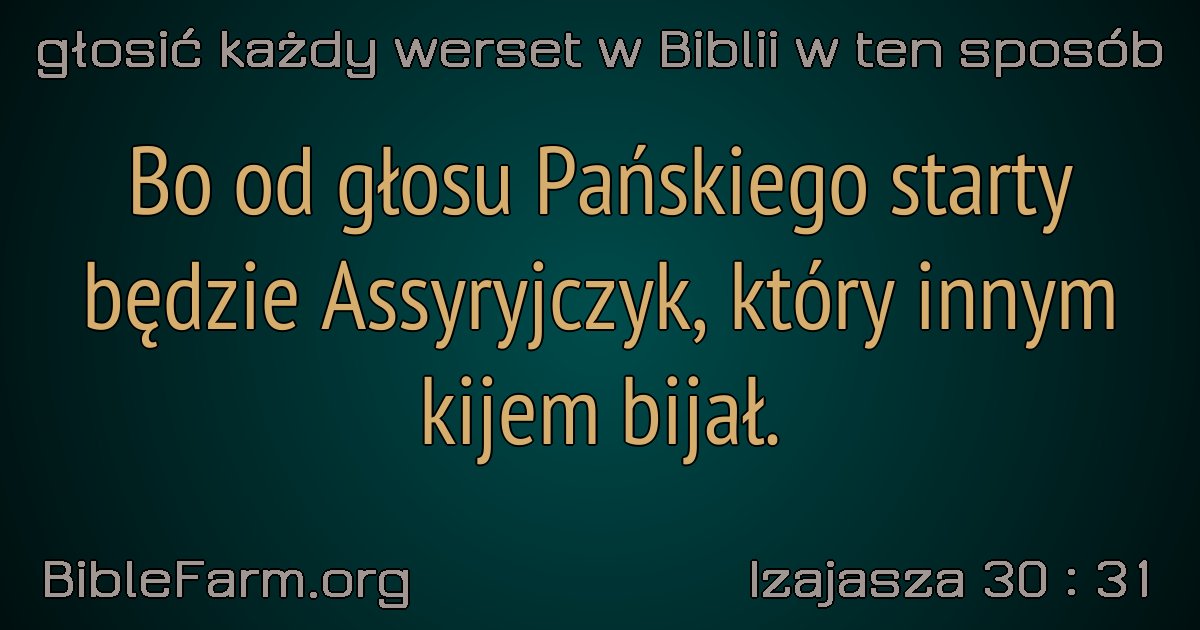 głosić każdy werset w Biblii w ten sposób
Bo od głosu Pańskiego starty
będzie Assyryjczyk, który innym
kijem bijał.
BibleFarm.org
Izajasza 30 : 31